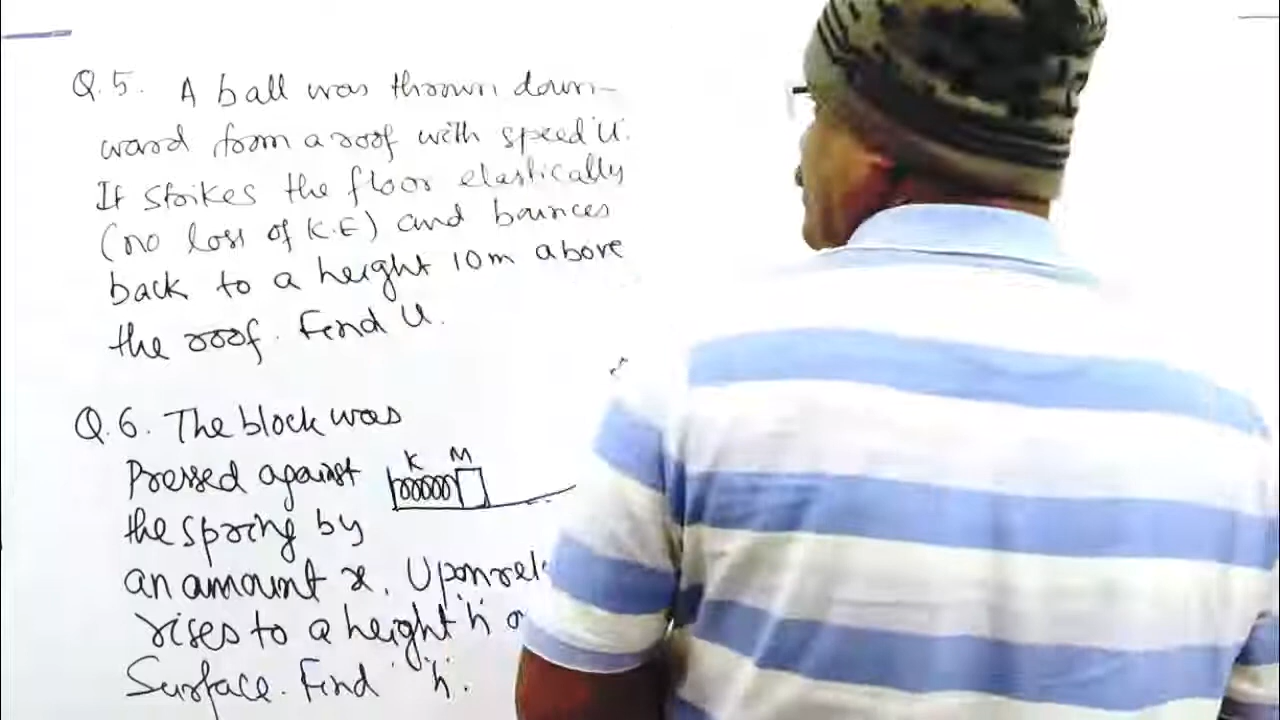 Q.5. A ball was thrown down-
ward from a roof with speed 'u'.
It strikes the floor elastically
(no loss of K.E) and bounces
back to a height 10m above
the roof. Find u.
Q.6. The block was
Pressed against
K M
the spring by
an amount x. Upon
rises to a height 'h'
Surface. Find 'h'.